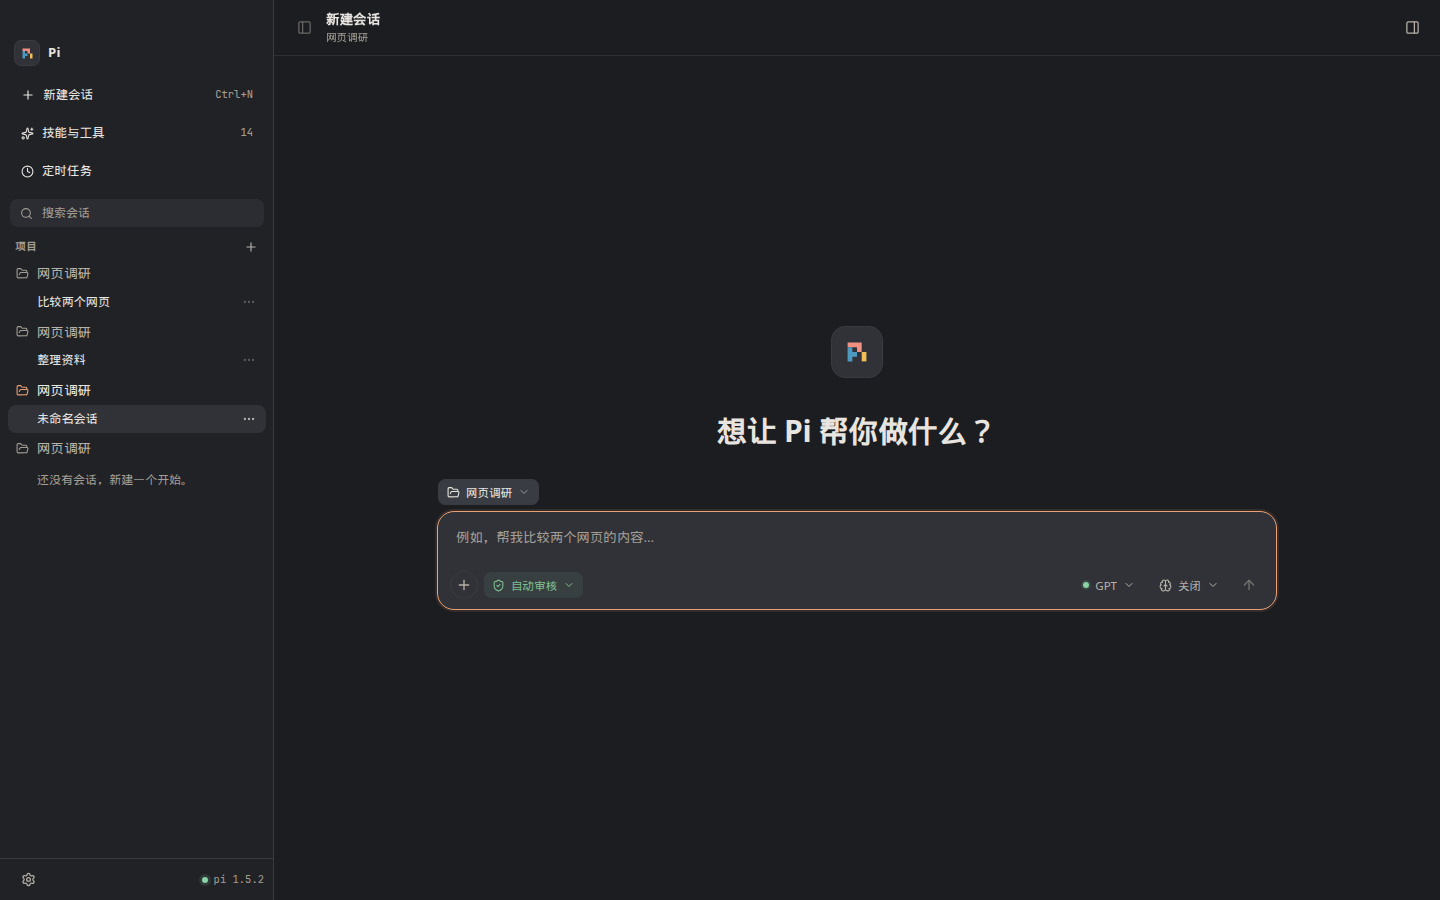 Pi
新建会话 Ctrl+N
技能与工具 14
定时任务
搜索会话
项目
网页调研
比较两个网页
网页调研
整理资料
网页调研
未命名会话
网页调研
还没有会话，新建一个开始。
pi 1.5.2
新建会话
网页调研
想让 Pi 帮你做什么？
网页调研
例如，帮我比较两个网页的内容...
自动审核
GPT
关闭